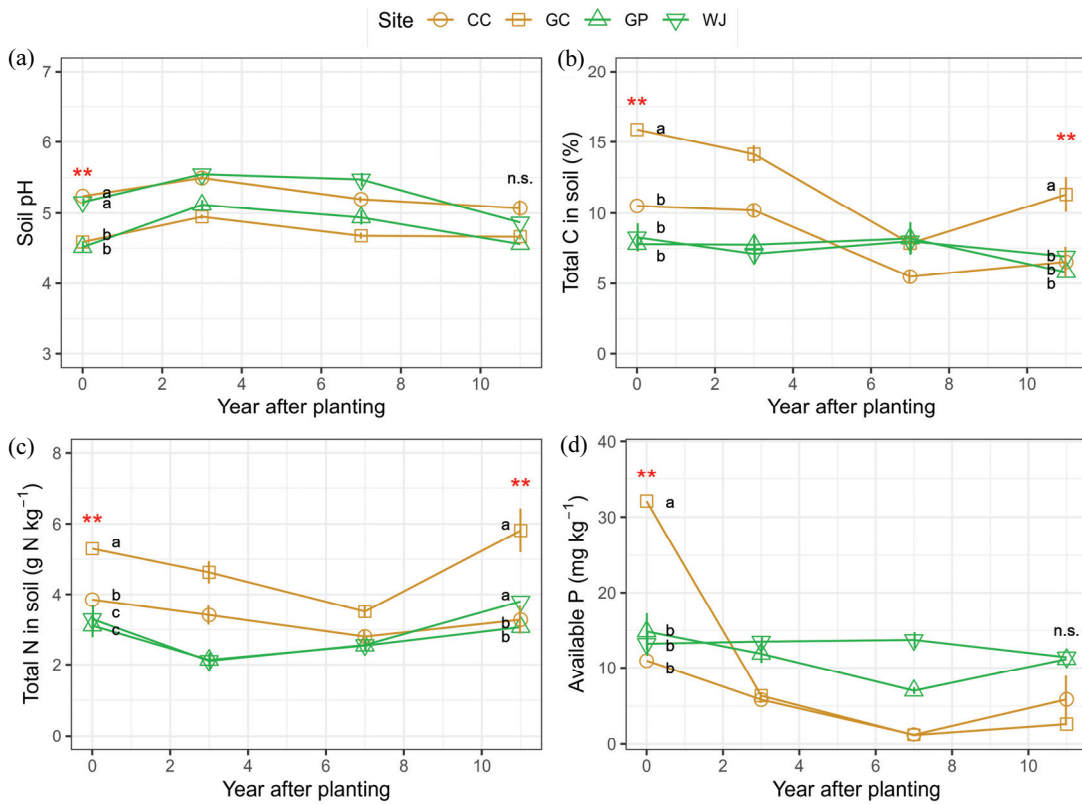 Site CC GC GP WJ
(a)
7
6
5
4
3
Soil pH
**
a
a
b
b
n.s.
0 2 4 6 8 10
Year after planting
(b)
20
15
10
5
0
Total C in soil (%)
**
a
b
b
b
**
a
b
b
b
0 2 4 6 8 10
Year after planting
(c)
8
6
4
2
0
Total N in soil (g N kg⁻¹)
**
a
b
c
c
**
a
a
b
b
0 2 4 6 8 10
Year after planting
(d)
40
30
20
10
0
Available P (mg kg⁻¹)
**
a
b
b
b
n.s.
0 2 4 6 8 10
Year after planting